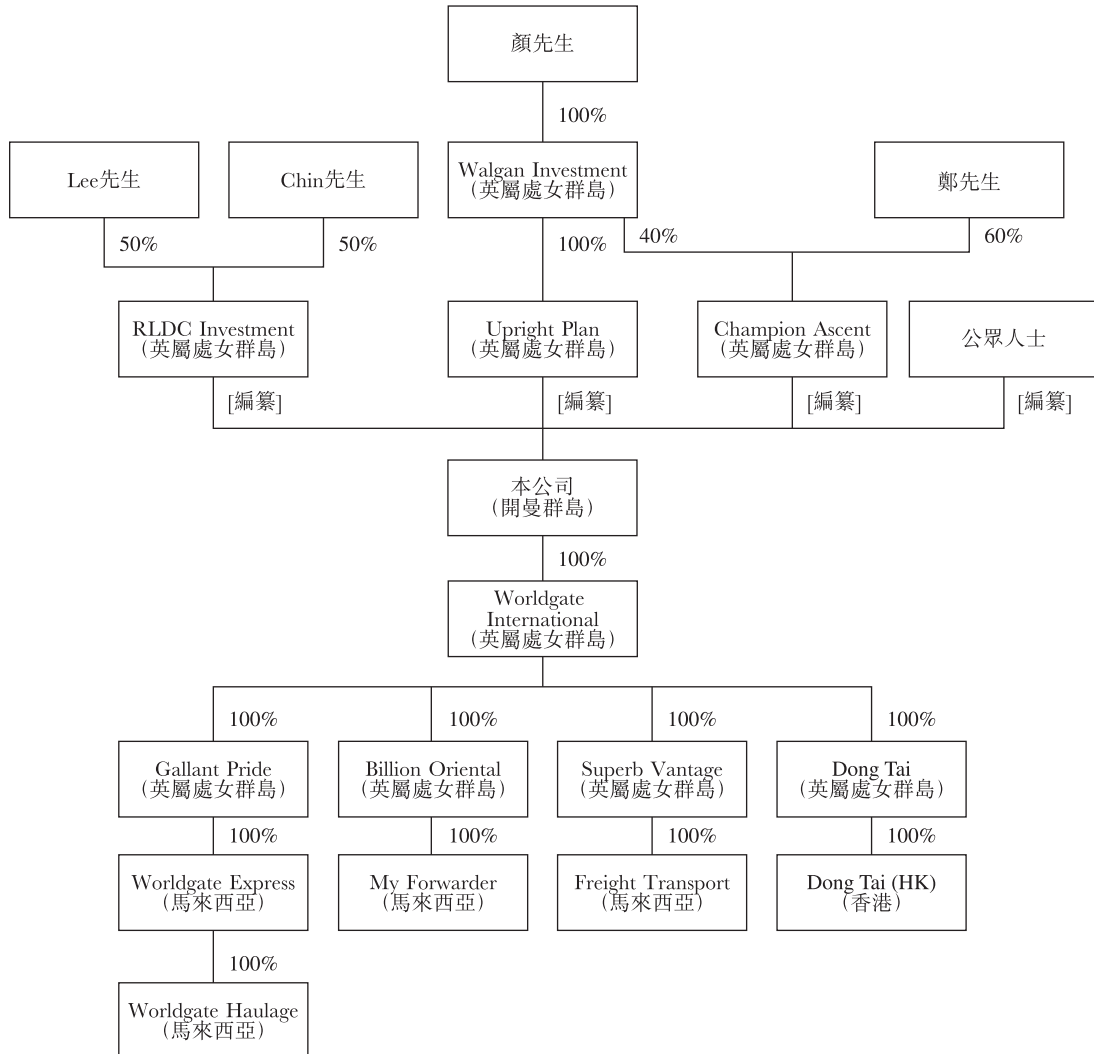 顏先生
100%
Lee先生
Chin先生
Walgan Investment
(英屬處女群島)
鄭先生
50%
50%
100%
40%
60%
RLDC Investment
(英屬處女群島)
Upright Plan
(英屬處女群島)
Champion Ascent
(英屬處女群島)
公眾人士
[編纂]
[編纂]
[編纂]
[編纂]
本公司
(開曼群島)
100%
Worldgate
International
(英屬處女群島)
100%
100%
100%
100%
Gallant Pride
(英屬處女群島)
Billion Oriental
(英屬處女群島)
Superb Vantage
(英屬處女群島)
Dong Tai
(英屬處女群島)
100%
100%
100%
100%
Worldgate Express
(馬來西亞)
My Forwarder
(馬來西亞)
Freight Transport
(馬來西亞)
Dong Tai (HK)
(香港)
100%
Worldgate Haulage
(馬來西亞)